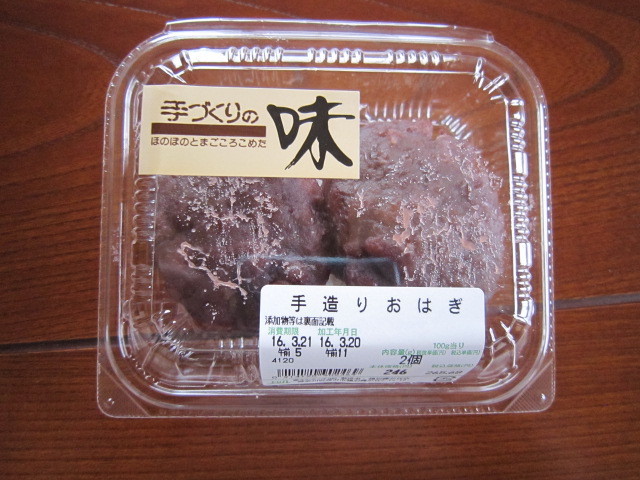 手づくりの
味
ほのぼのとまごころこめた
手造りおはぎ
添加物等は裏面記載
消費期限 加工年月日
16.3.21 16.3.20
午前 5 午前11
100g当り
内容量(g)
2個
4120
246